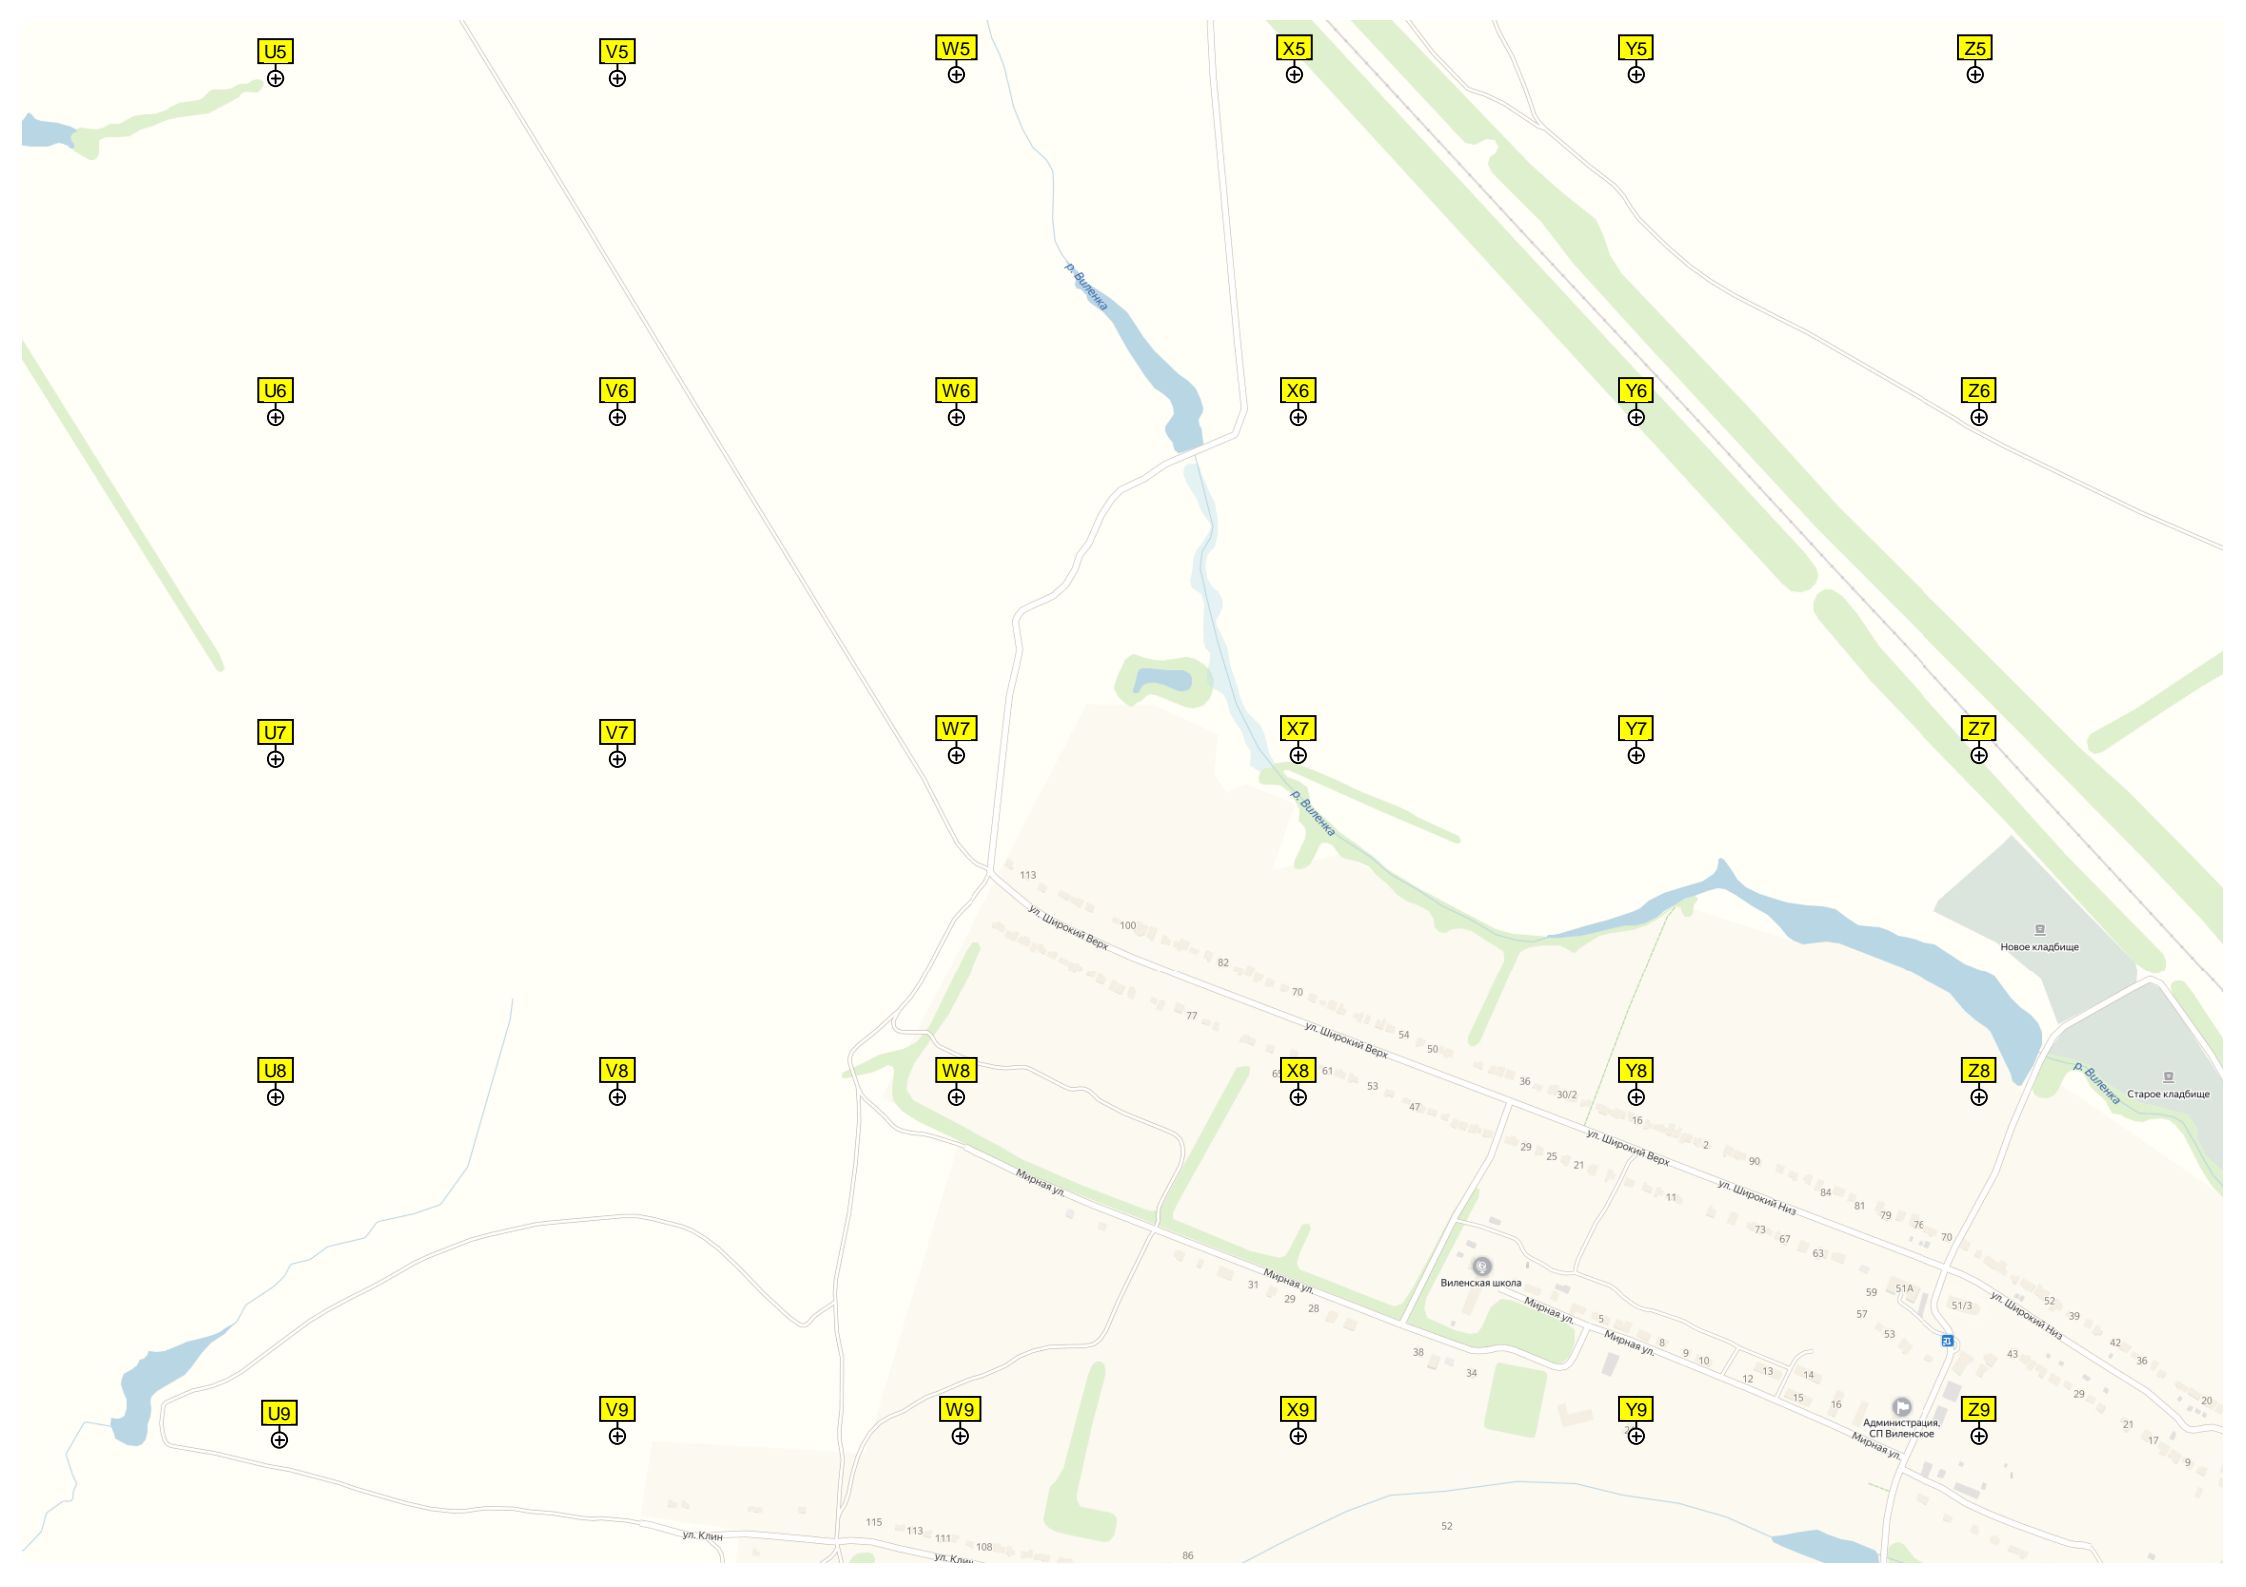 U5
V5
W5
X5
Y5
Z5
р. Виленка
U6
V6
W6
X6
Y6
Z6
U7
V7
W7
X7
Y7
Z7
р. Виленка
113
ул. Широкий Верх
100
Новое кладбище
82
70
77
ул. Широкий Верх
54
50
U8
V8
W8
X8
Y8
Z8
61
53
36
30/2
47
16
р. Виленка
Старое кладбище
ул. Широкий Верх
29
25
21
2
90
Мирная ул.
11
ул. Широкий Низ
84
81
79
76
73
67
63
70
Виленская школа
Мирная ул.
31
29
28
59
51А
51/3
57
53
ул. Широкий Низ
52
39
42
36
Мирная ул.
5
Мирная ул.
8
9
10
38
34
12
13
14
15
16
43
29
20
21
17
9
U9
V9
W9
X9
Y9
Z9
Администрация,
СП Виленское
Мирная ул.
ул. Клин
115
113
111
108
ул. Клин
86
52